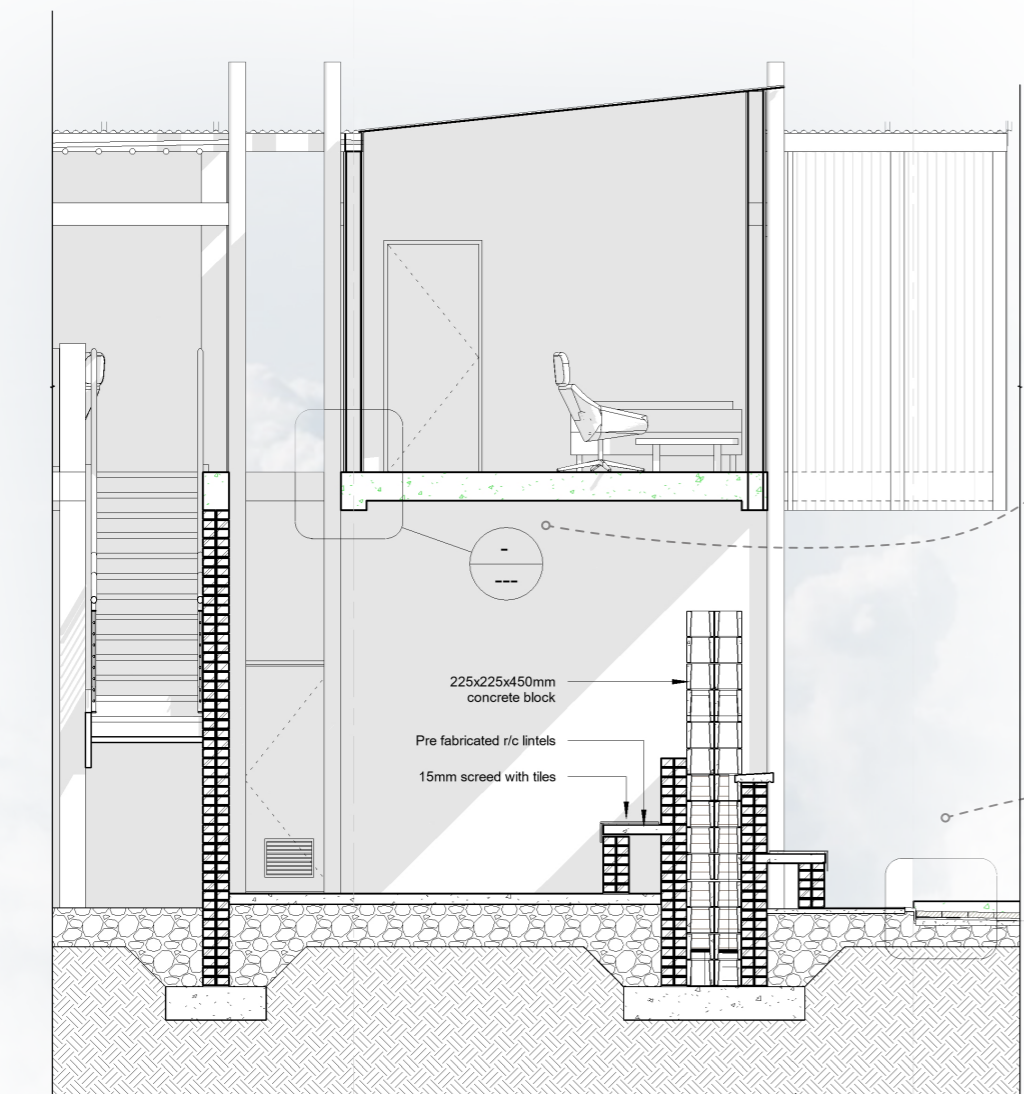 -
---
225x225x450mm
concrete block
Pre fabricated r/c lintels
15mm screed with tiles